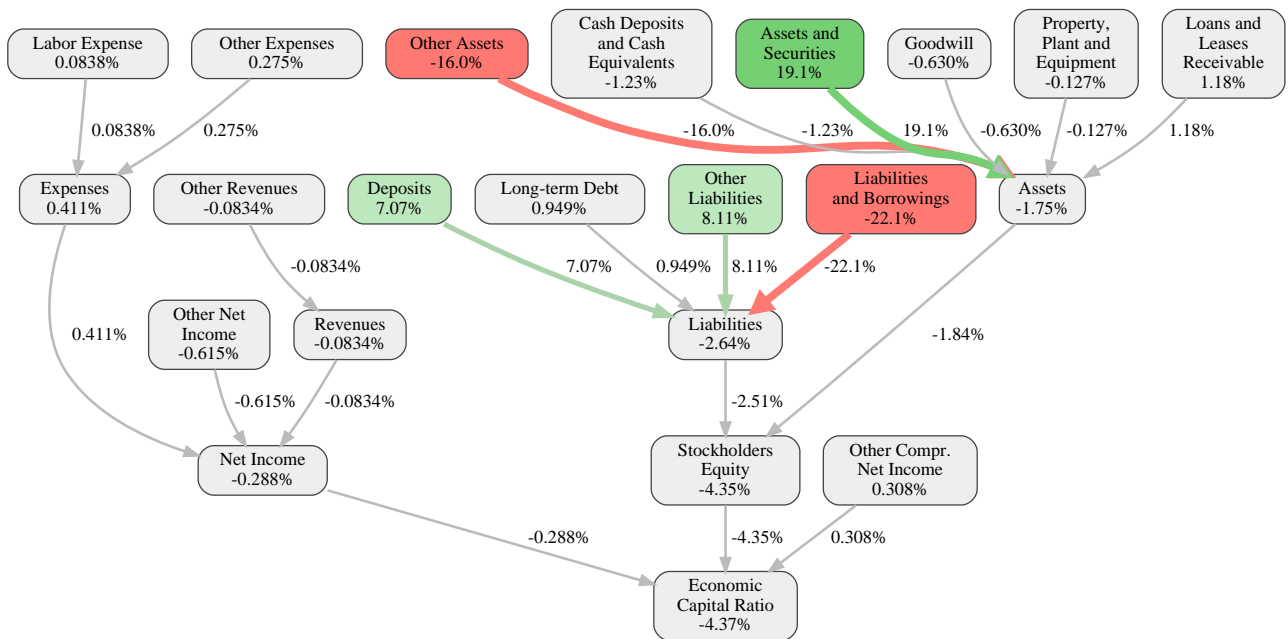 Labor Expense
0.0838%
Other Expenses
0.275%
Other Assets
-16.0%
Cash Deposits
and Cash
Equivalents
-1.23%
Assets and
Securities
19.1%
Goodwill
-0.630%
Property,
Plant and
Equipment
-0.127%
Loans and
Leases
Receivable
1.18%
0.0838%
0.275%
-16.0%
-1.23%
19.1%
-0.630%
-0.127%
1.18%
Expenses
0.411%
Other Revenues
-0.0834%
Deposits
7.07%
Long-term Debt
0.949%
Other
Liabilities
8.11%
Liabilities
and Borrowings
-22.1%
Assets
-1.75%
-0.0834%
7.07%
0.949%
8.11%
-22.1%
Other Net
Income
-0.615%
Revenues
-0.0834%
Liabilities
-2.64%
0.411%
-1.84%
-0.615%
-0.0834%
-2.51%
Net Income
-0.288%
Stockholders
Equity
-4.35%
Other Compr.
Net Income
0.308%
-0.288%
-4.35%
0.308%
Economic
Capital Ratio
-4.37%